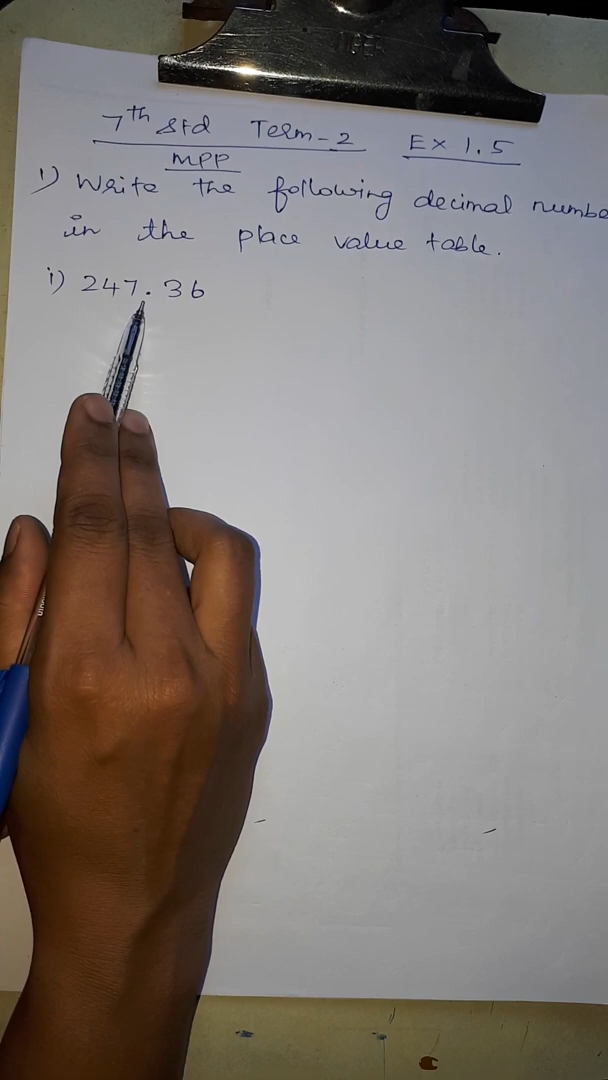 7th Std Term-2 Ex 1.5
MPP
1) Write the following decimal numbe
in the place value table.
i) 247.36